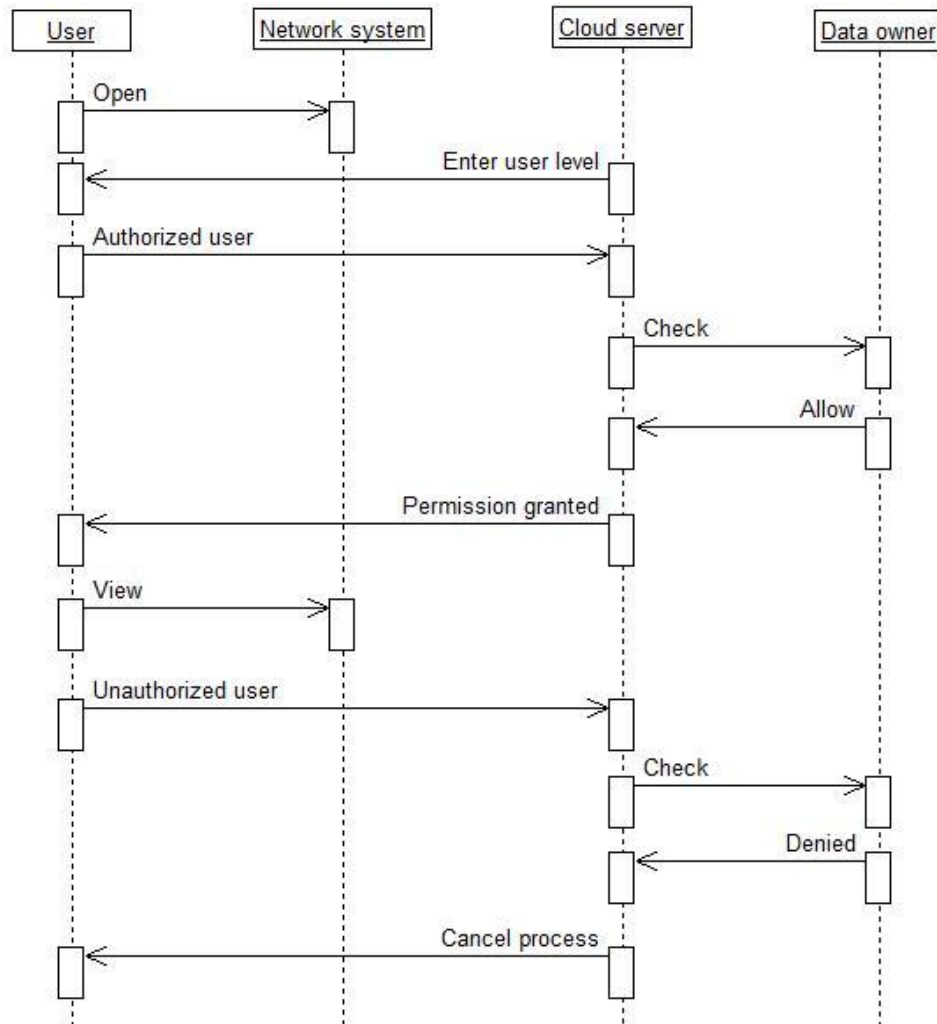 User
Network system
Cloud server
Data owner
Open
Enter user level
Authorized user
Check
Allow
Permission granted
View
Unauthorized user
Check
Denied
Cancel process